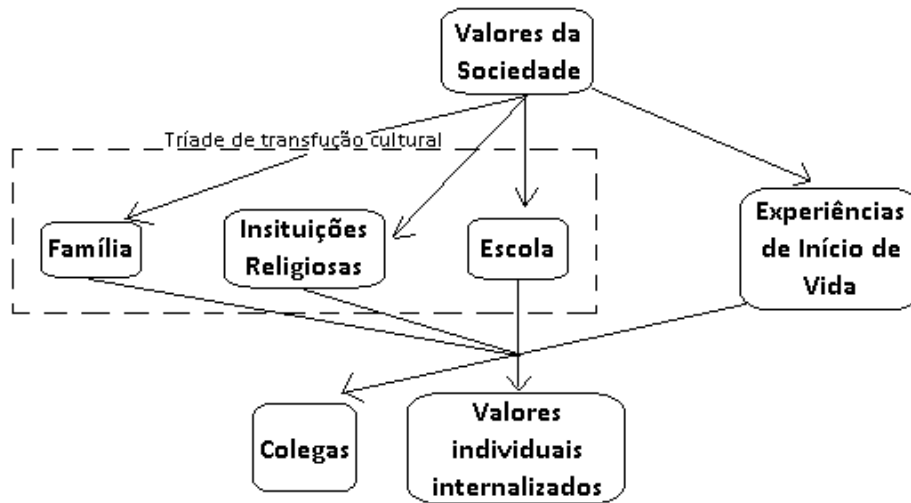 Valores da
Sociedade
Tríade de transfução cultural
Família
Insituições
Religiosas
Escola
Experiências
de Início de
Vida
Colegas
Valores
individuais
internalizados